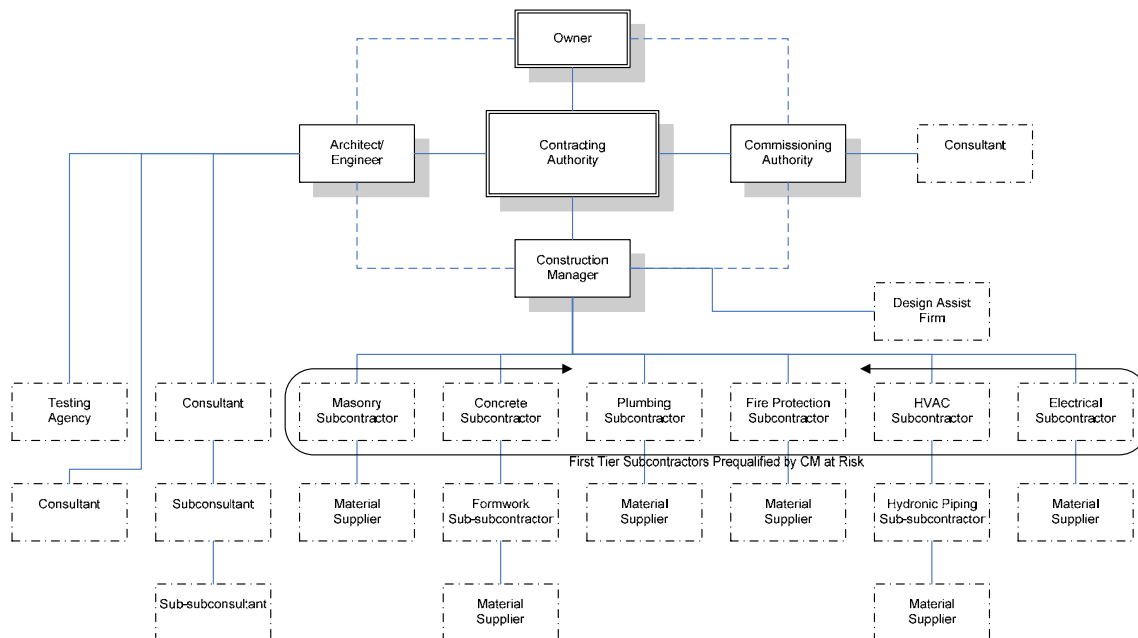 Owner
Architect/
Engineer
Contracting
Authority
Commissioning
Authority
Consultant
Construction
Manager
Design Assist
Firm
Testing
Agency
Consultant
Masonry
Subcontractor
Concrete
Subcontractor
Plumbing
Subcontractor
Fire Protection
Subcontractor
HVAC
Subcontractor
Electrical
Subcontractor
First Tier Subcontractors Prequalified by CM at Risk
Consultant
Subconsultant
Material
Supplier
Formwork
Sub-subcontractor
Material
Supplier
Material
Supplier
Hydronic Piping
Sub-subcontractor
Material
Supplier
Sub-subconsultant
Material
Supplier
Material
Supplier